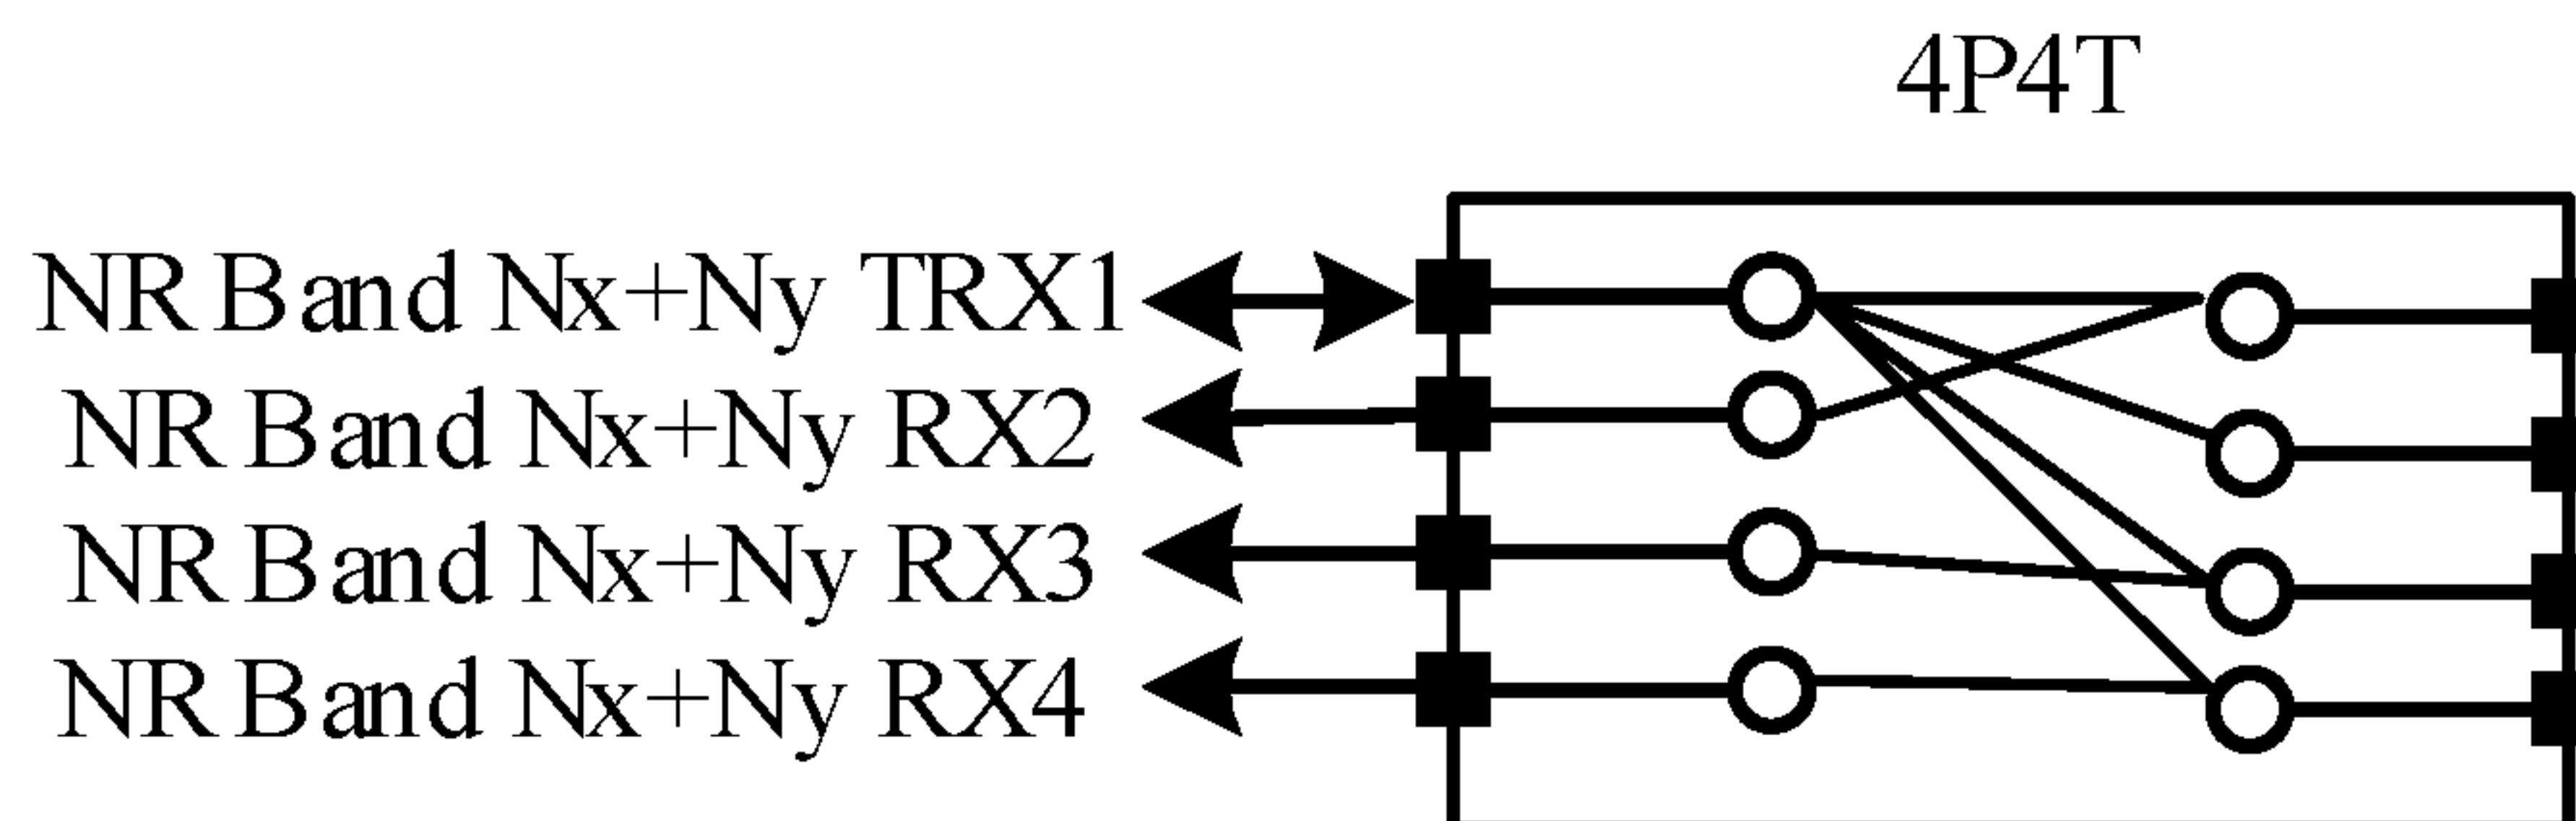 4P4T
NR Band Nx+Ny TRX1
NR Band Nx+Ny RX2
NR Band Nx+Ny RX3
NR Band Nx+Ny RX4